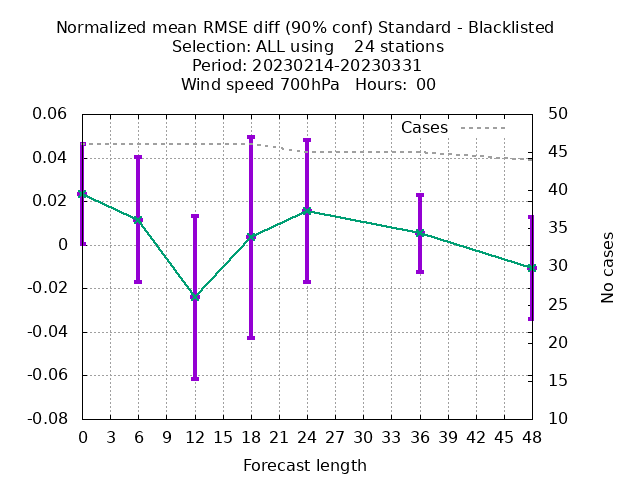 Normalized mean RMSE diff (90% conf) Standard - Blacklisted
Selection: ALL using    24 stations
Period: 20230214-20230331
Wind speed 700hPa   Hours:  00
Cases
0.06
0.04
0.02
0
-0.02
-0.04
-0.06
-0.08
50
45
40
35
30
25
20
15
10
No cases
0 3 6 9 12 15 18 21 24 27 30 33 36 39 42 45 48
Forecast length